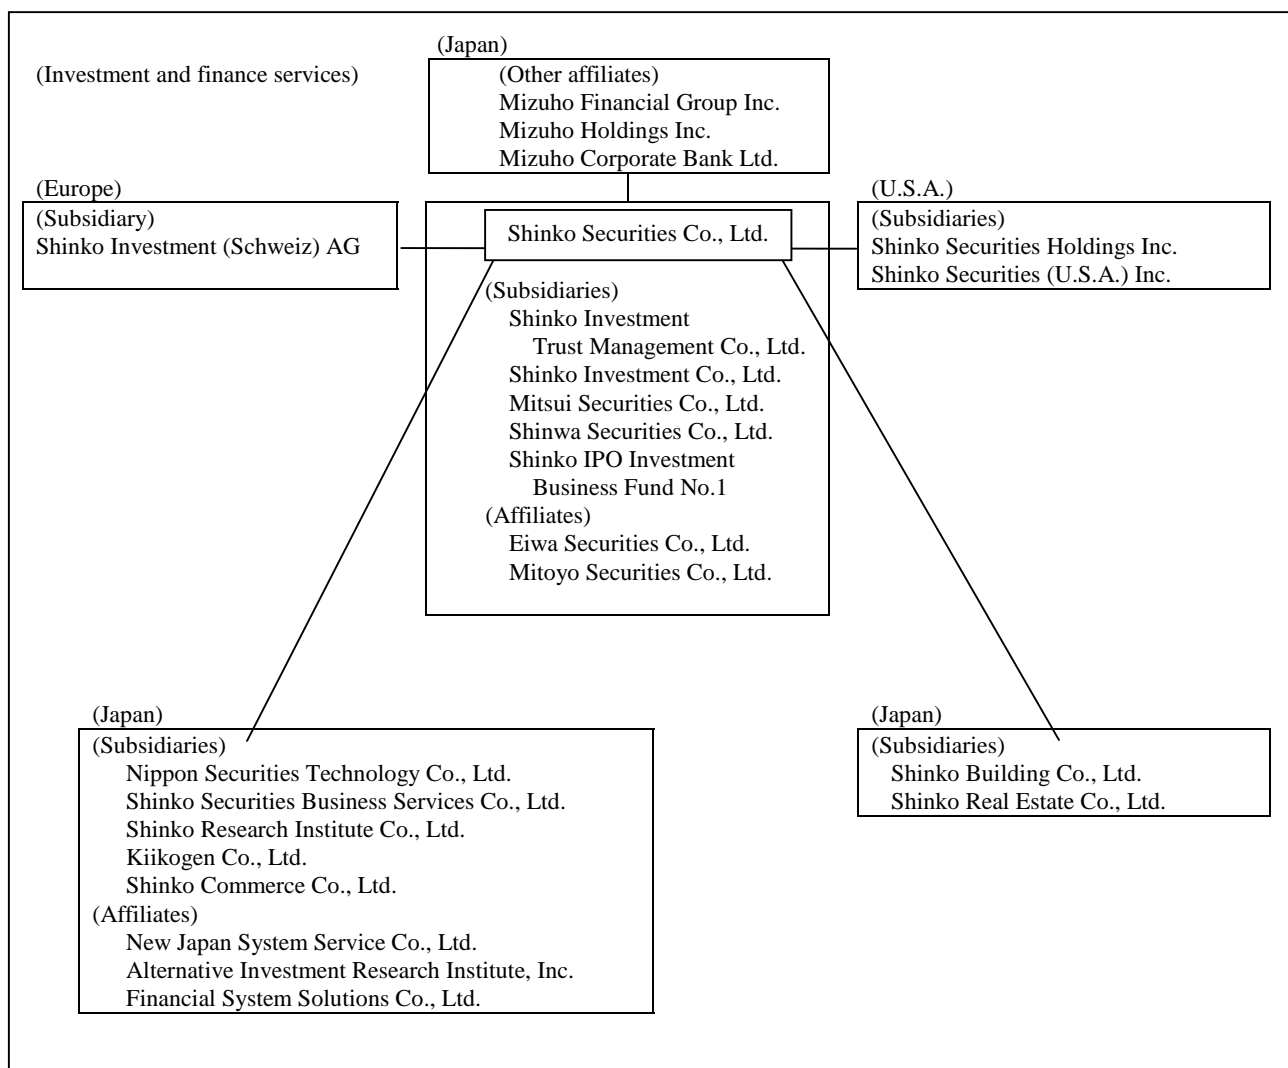 (Japan)
(Investment and finance services)
(Other affiliates)
Mizuho Financial Group Inc.
Mizuho Holdings Inc.
Mizuho Corporate Bank Ltd.
(Europe)
(Subsidiary)
Shinko Investment (Schweiz) AG
Shinko Securities Co., Ltd.
(Subsidiaries)
Shinko Investment
Trust Management Co., Ltd.
Shinko Investment Co., Ltd.
Mitsui Securities Co., Ltd.
Shinwa Securities Co., Ltd.
Shinko IPO Investment
Business Fund No.1
(Affiliates)
Eiwa Securities Co., Ltd.
Mitoyo Securities Co., Ltd.
(U.S.A.)
(Subsidiaries)
Shinko Securities Holdings Inc.
Shinko Securities (U.S.A.) Inc.
(Japan)
(Subsidiaries)
Nippon Securities Technology Co., Ltd.
Shinko Securities Business Services Co., Ltd.
Shinko Research Institute Co., Ltd.
Kiikogen Co., Ltd.
Shinko Commerce Co., Ltd.
(Affiliates)
New Japan System Service Co., Ltd.
Alternative Investment Research Institute, Inc.
Financial System Solutions Co., Ltd.
(Japan)
(Subsidiaries)
Shinko Building Co., Ltd.
Shinko Real Estate Co., Ltd.